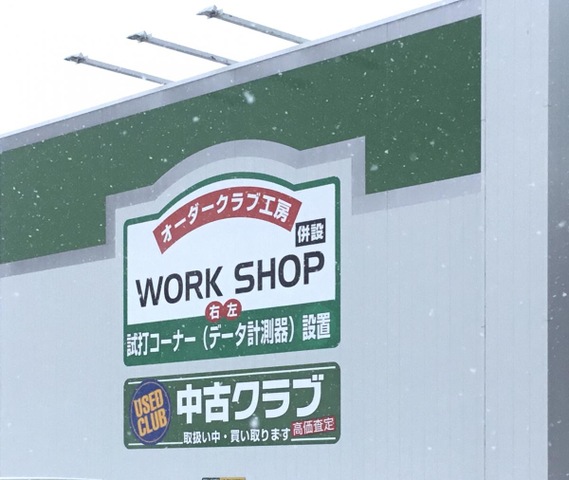 オーダークラブ工房
併設
WORK SHOP
右 左
試打コーナー（データ計測器）設置
USED CLUB
中古クラブ
取扱い中・買い取ります 高価査定